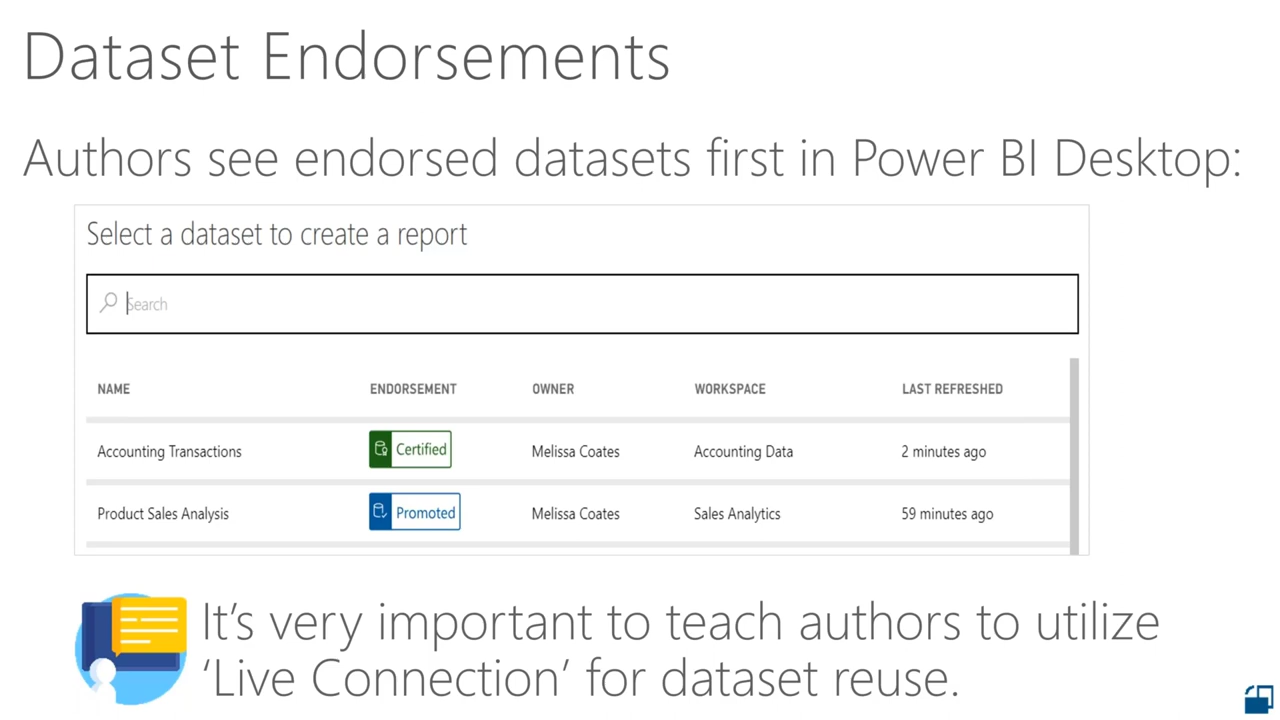 Dataset Endorsements
Authors see endorsed datasets first in Power BI Desktop:
Select a dataset to create a report
Search
NAME ENDORSEMENT OWNER WORKSPACE LAST REFRESHED
Accounting Transactions Certified Melissa Coates Accounting Data 2 minutes ago
Product Sales Analysis Promoted Melissa Coates Sales Analytics 59 minutes ago
It’s very important to teach authors to utilize
‘Live Connection’ for dataset reuse.